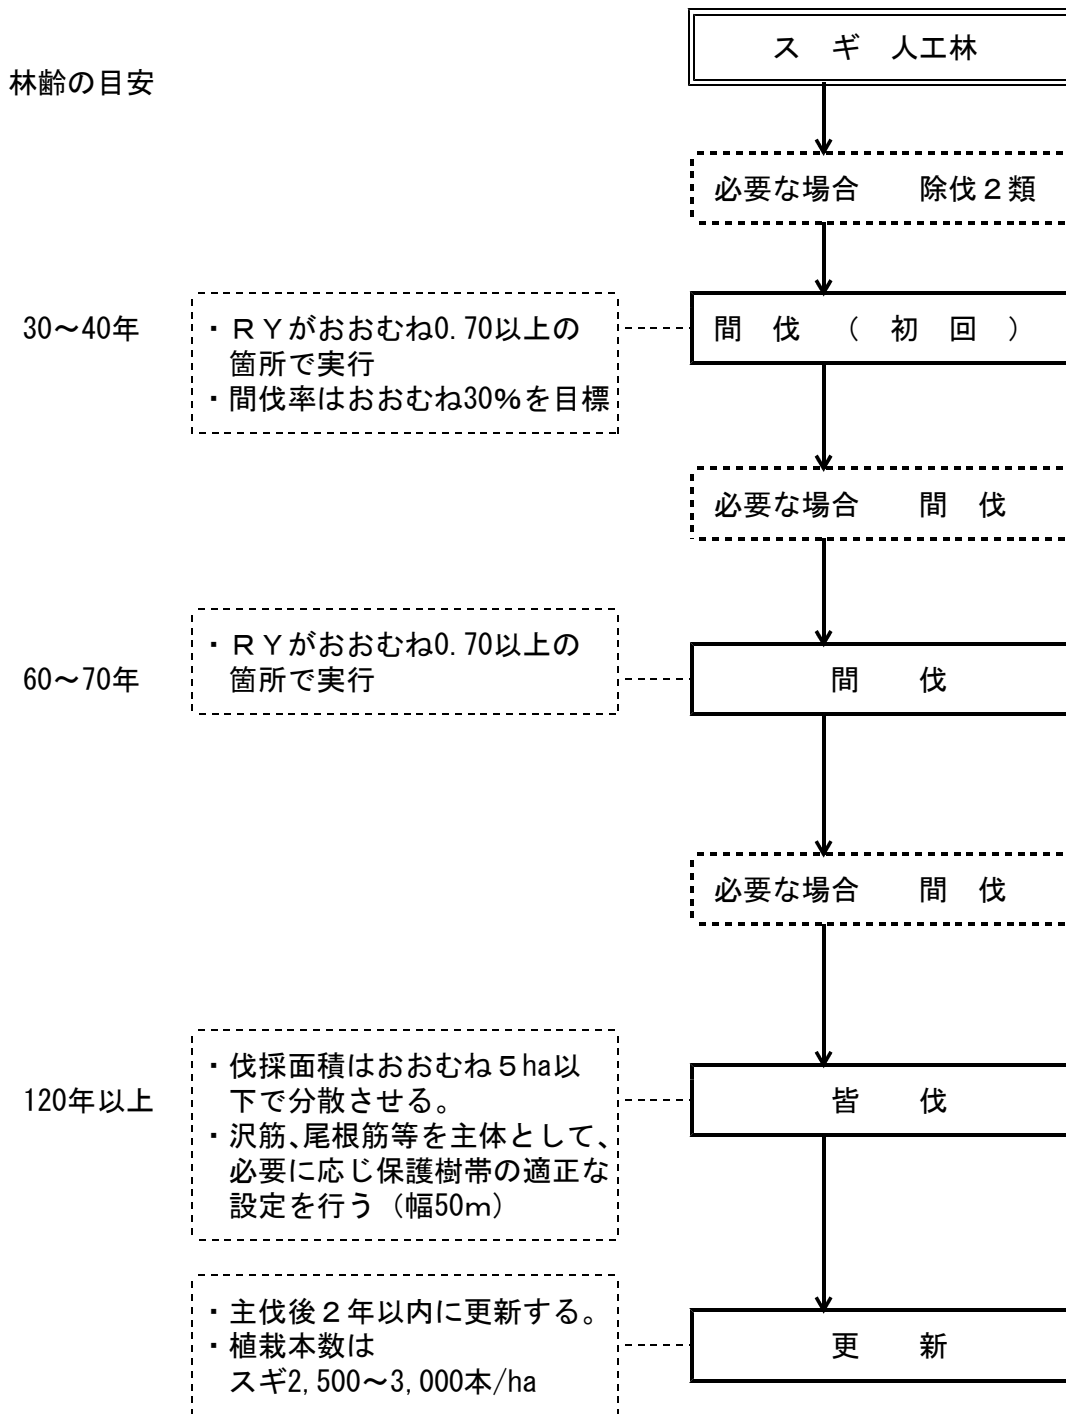 ス ギ 人工林
林齢の目安
必要な場合 除伐２類
30～40年
・ＲＹがおおむね0.70以上の
箇所で実行
・間伐率はおおむね30％を目標
間 伐 （ 初 回 ）
必要な場合 間 伐
60～70年
・ＲＹがおおむね0.70以上の
箇所で実行
間 伐
必要な場合 間 伐
120年以上
・伐採面積はおおむね５ha以
下で分散させる。
・沢筋、尾根筋等を主体として、
必要に応じ保護樹帯の適正な
設定を行う（幅50ｍ）
皆 伐
・主伐後２年以内に更新する。
・植栽本数は
スギ2,500～3,000本/ha
更 新